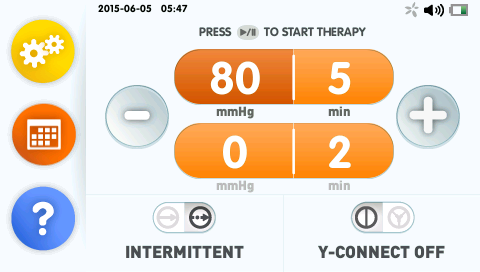 2015-06-05 05:47
PRESS ▶/II TO START THERAPY
80 5
mmHg min
0 2
mmHg min
?
INTERMITTENT Y-CONNECT OFF